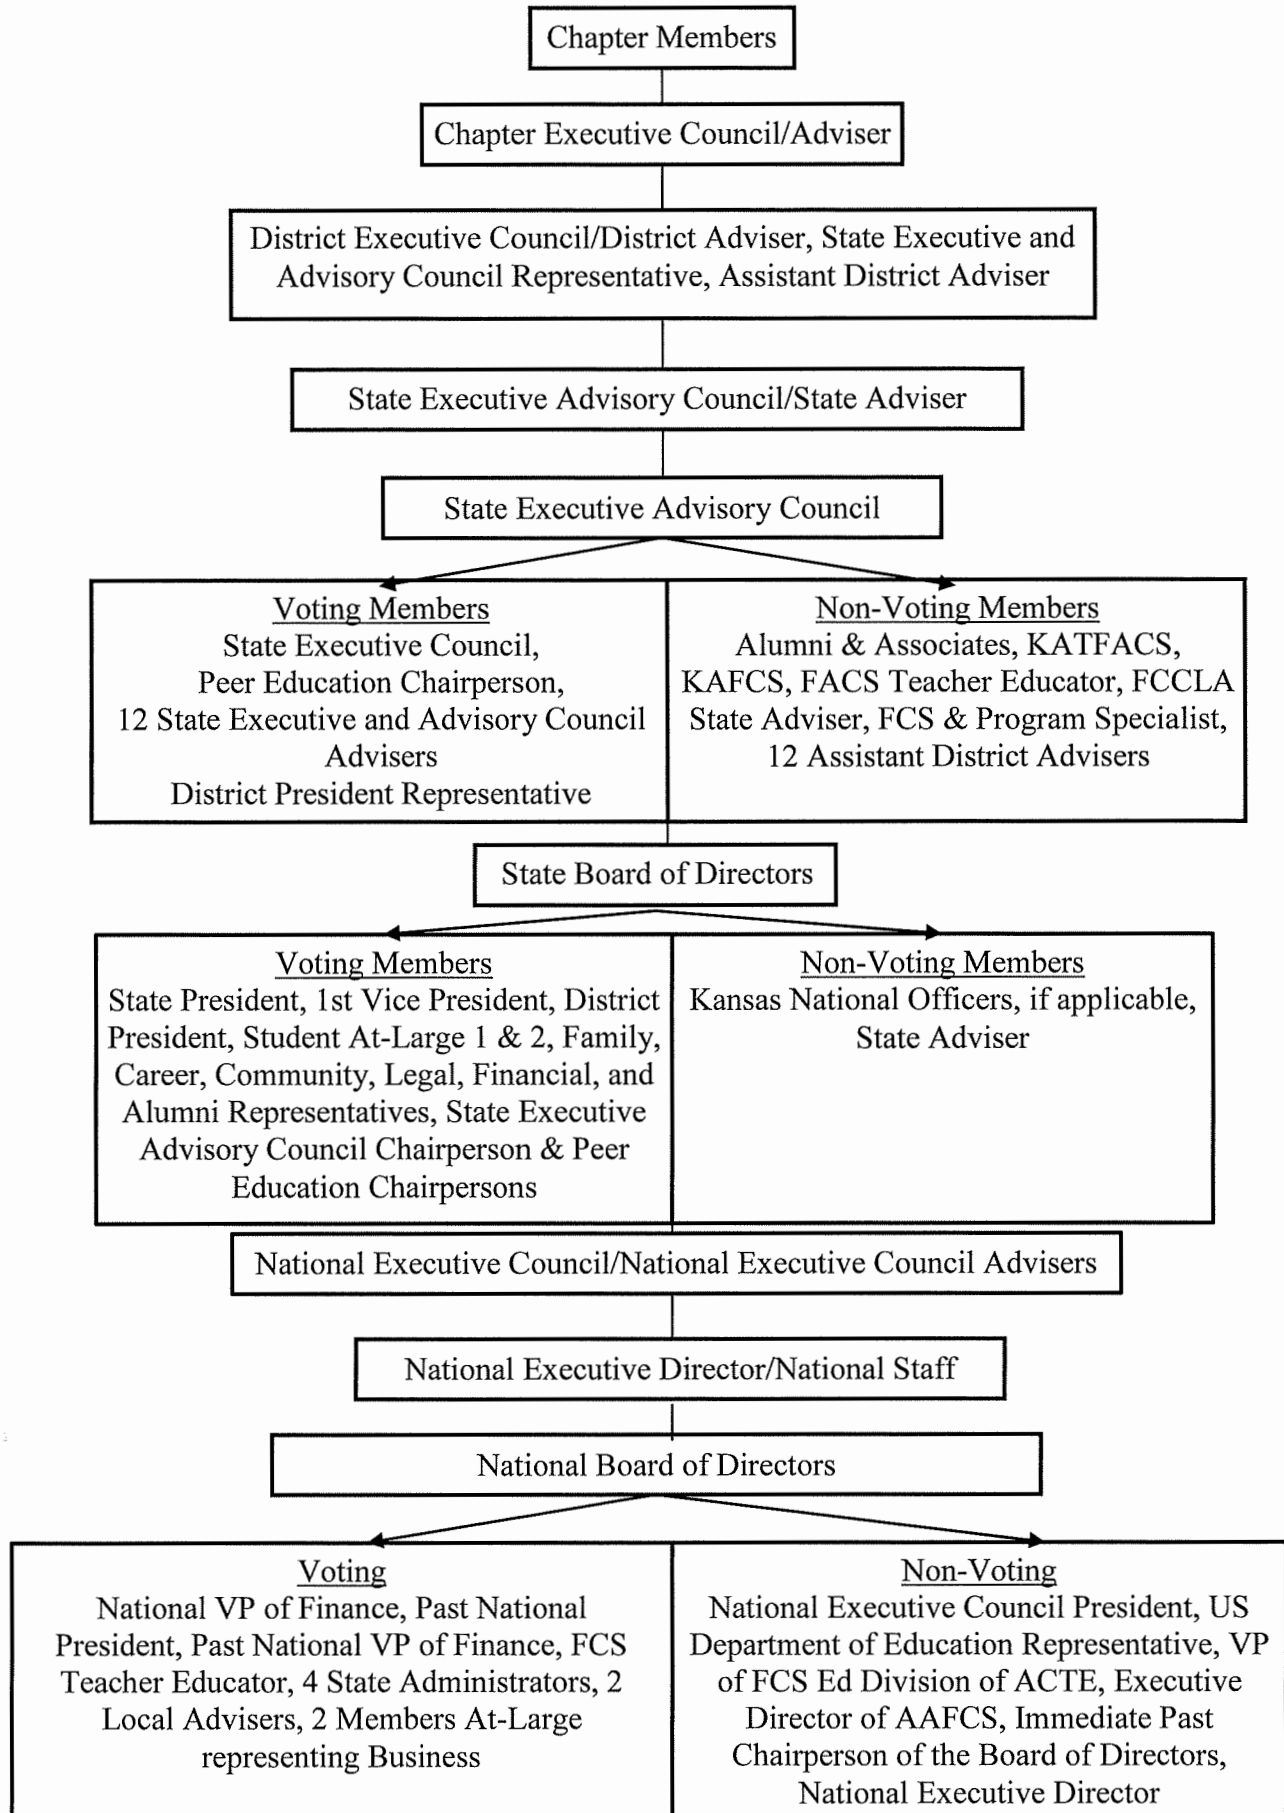 Chapter Members
Chapter Executive Council/Adviser
District Executive Council/District Adviser, State Executive and
Advisory Council Representative, Assistant District Adviser
State Executive Advisory Council/State Adviser
State Executive Advisory Council
Voting Members
State Executive Council,
Peer Education Chairperson,
12 State Executive and Advisory Council
Advisers
District President Representative
Non-Voting Members
Alumni & Associates, KATFACS,
KAFCS, FACS Teacher Educator, FCCLA
State Adviser, FCS & Program Specialist,
12 Assistant District Advisers
State Board of Directors
Voting Members
State President, 1st Vice President, District
President, Student At-Large 1 & 2, Family,
Career, Community, Legal, Financial, and
Alumni Representatives, State Executive
Advisory Council Chairperson & Peer
Education Chairpersons
Non-Voting Members
Kansas National Officers, if applicable,
State Adviser
National Executive Council/National Executive Council Advisers
National Executive Director/National Staff
National Board of Directors
Voting
National VP of Finance, Past National
President, Past National VP of Finance, FCS
Teacher Educator, 4 State Administrators, 2
Local Advisers, 2 Members At-Large
representing Business
Non-Voting
National Executive Council President, US
Department of Education Representative, VP
of FCS Ed Division of ACTE, Executive
Director of AAFCS, Immediate Past
Chairperson of the Board of Directors,
National Executive Director